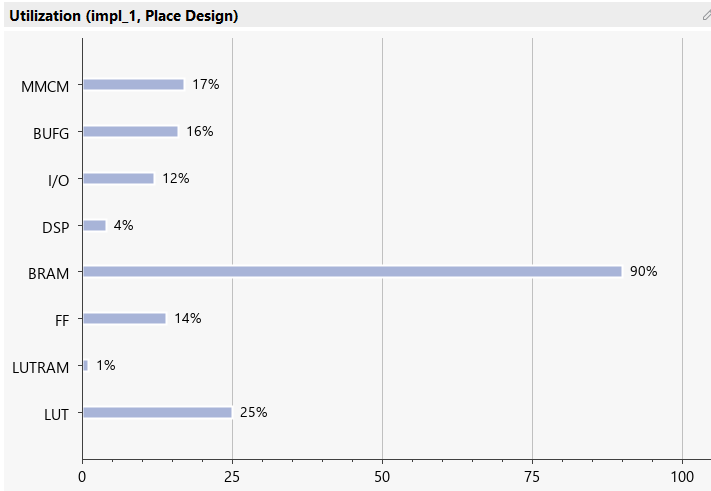 Utilization (impl_1, Place Design)
MMCM 17%
BUFG 16%
I/O 12%
DSP 4%
BRAM 90%
FF 14%
LUTRAM 1%
LUT 25%
0 25 50 75 100